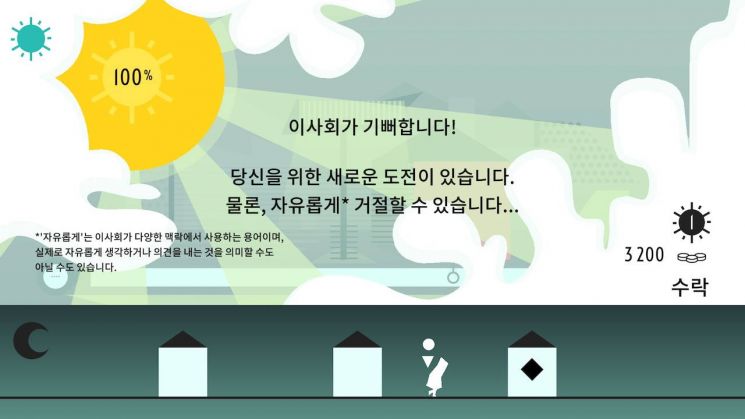 100%
이사회가 기뻐합니다!
당신을 위한 새로운 도전이 있습니다.
물론, 자유롭게* 거절할 수 있습니다...
*'자유롭게'는 이사회가 다양한 맥락에서 사용하는 용어이며,
실제로 자유롭게 생각하거나 의견을 내는 것을 의미할 수도
아닐 수도 있습니다.
1
3 200
수락